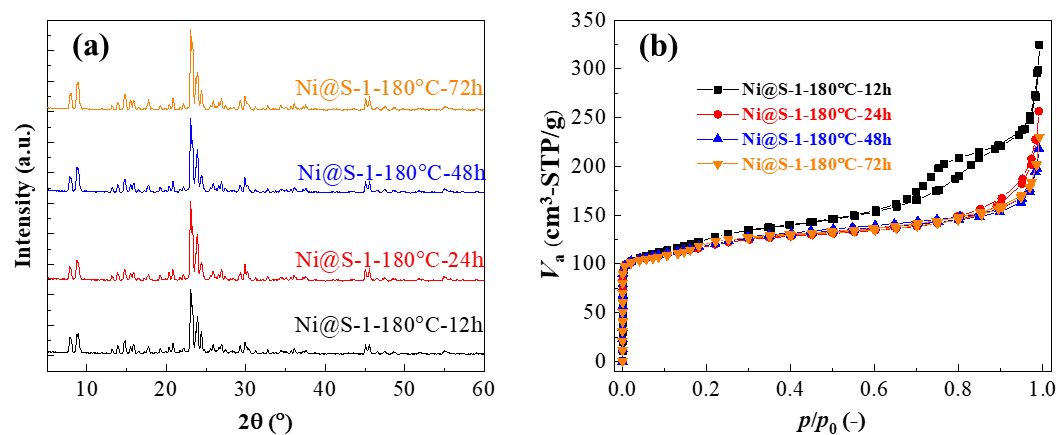 (a)
Ni@S-1-180°C-72h
Ni@S-1-180°C-48h
Ni@S-1-180°C-24h
Ni@S-1-180°C-12h
Intensity (a.u.)
10 20 30 40 50 60
2θ (°)
(b)
Ni@S-1-180°C-12h
Ni@S-1-180°C-24h
Ni@S-1-180°C-48h
Ni@S-1-180°C-72h
Va (cm³-STP/g)
350
300
250
200
150
100
50
0
0.0 0.2 0.4 0.6 0.8 1.0
p/p₀ (–)